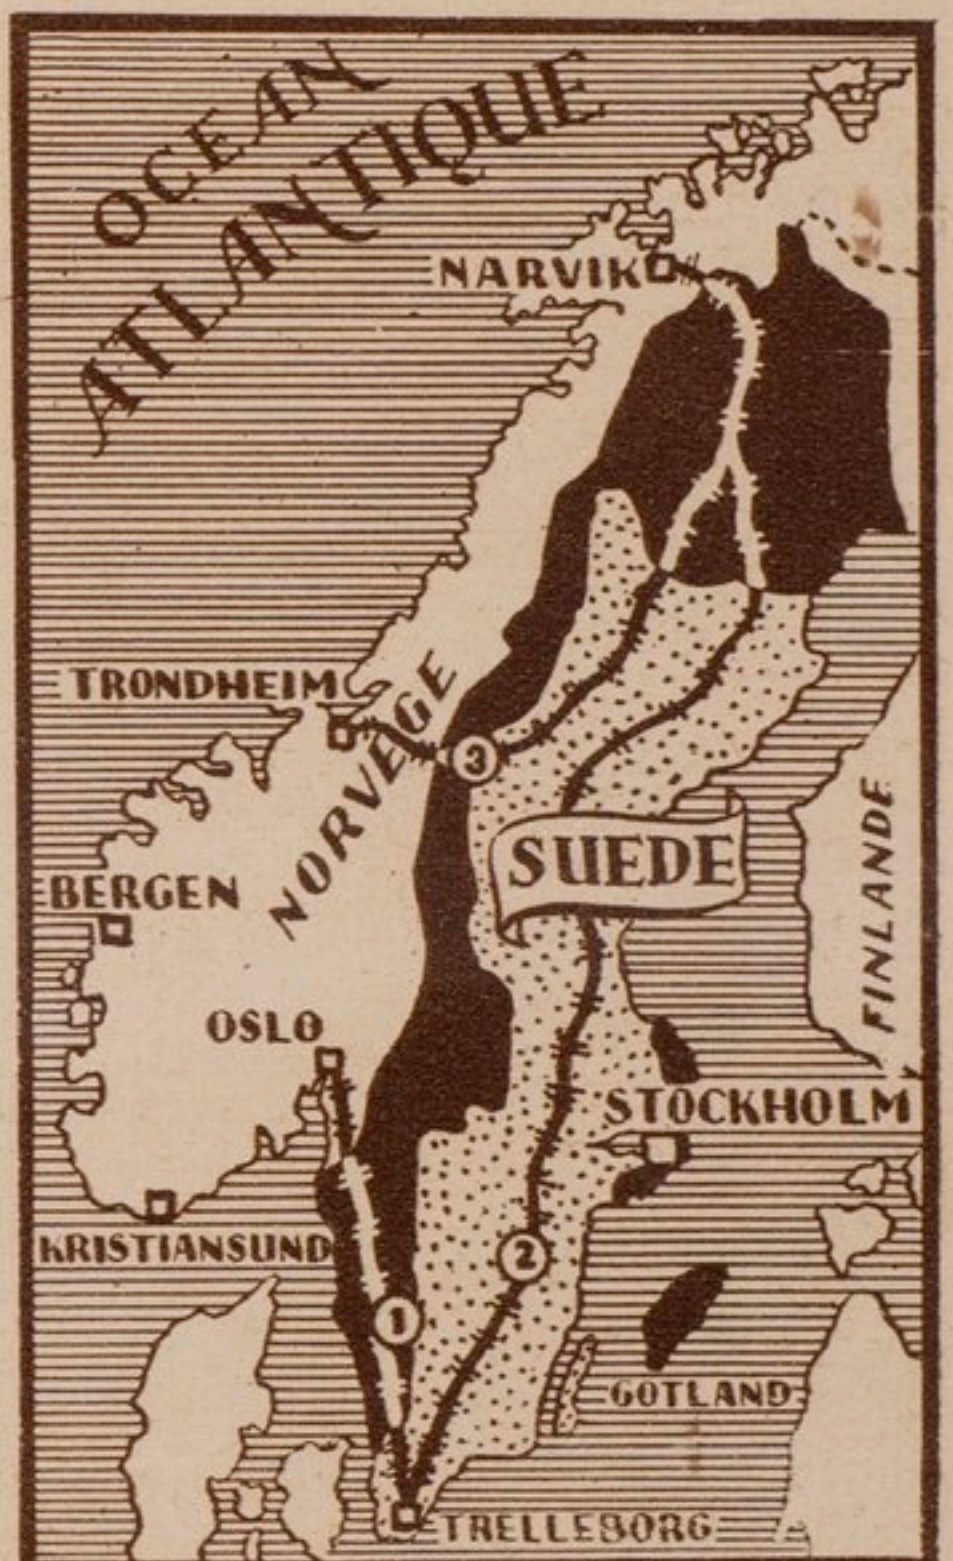 OCEAN
ATLANTIQUE
NARVIK
TRONDHEIM
NORVEGE
3
SUEDE
FINLANDE
BERGEN
OSLO
STOCKHOLM
KRISTIANSUND
2
1
GOTLAND
TRELLEBORG